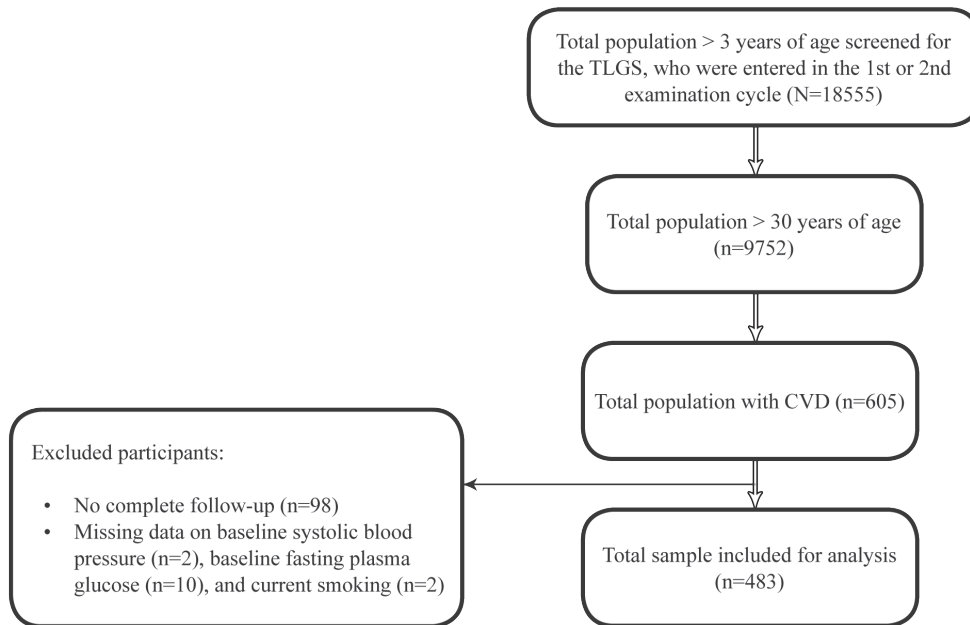 Total population > 3 years of age screened for
the TLGS, who were entered in the 1st or 2nd
examination cycle (N=18555)
Total population > 30 years of age
(n=9752)
Total population with CVD (n=605)
Excluded participants:
• No complete follow-up (n=98)
• Missing data on baseline systolic blood
pressure (n=2), baseline fasting plasma
glucose (n=10), and current smoking (n=2)
Total sample included for analysis
(n=483)